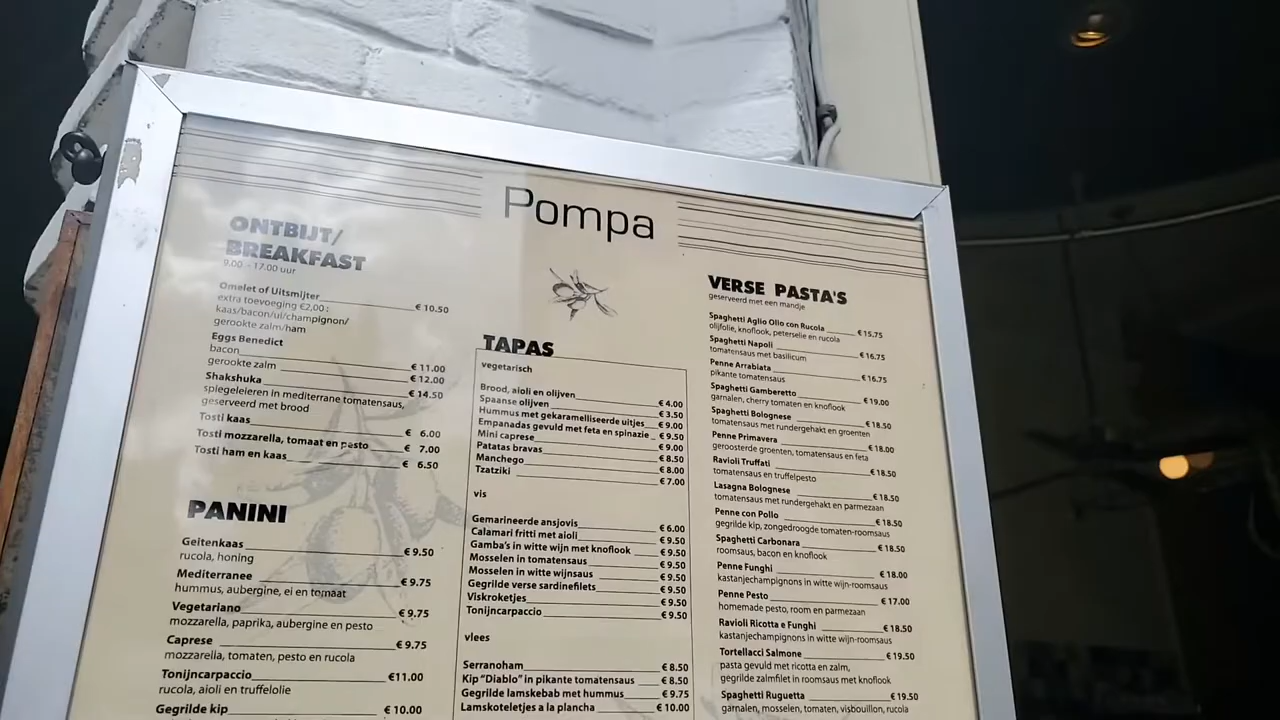 Pompa
ONTBIJT/
BREAKFAST
9.00 - 17.00 uur
Omelet of Uitsmijter € 10.50
extra toevoeging €2,00 :
kaas/bacon/ui/champignon/
gerookte zalm/ham
Eggs Benedict
bacon € 11.00
gerookte zalm € 12.00
Shakshuka € 14.50
spiegeleieren in mediterrane tomatensaus,
geserveerd met brood
Tosti kaas € 6.00
Tosti mozzarella, tomaat en pesto € 7.00
Tosti ham en kaas € 6.50
PANINI
Geitenkaas € 9.50
rucola, honing
Mediterranee € 9.75
hummus, aubergine, ei en tomaat
Vegetariano € 9.75
mozzarella, paprika, aubergine en pesto
Caprese € 9.75
mozzarella, tomaten, pesto en rucola
Tonijncarpaccio €11.00
rucola, aioli en truffelolie
Gegrilde kip € 10.00
TAPAS
vegetarisch
Brood, aioli en olijven € 4.00
Spaanse olijven € 3.50
Hummus met gekaramelliseerde uitjes € 9.00
Empanadas gevuld met feta en spinazie € 9.50
Mini caprese € 9.00
Patatas bravas € 8.50
Manchego € 8.00
Tzatziki € 7.00
vis
Gemarineerde ansjovis € 6.00
Calamari fritti met aioli € 9.50
Gamba's in witte wijn met knoflook € 9.50
Mosselen in tomatensaus € 9.50
Mosselen in witte wijnsaus € 9.50
Gegrilde verse sardinefilets € 9.50
Viskroketjes € 9.50
Tonijncarpaccio € 9.50
vlees
Serranoham € 8.50
Kip "Diablo" in pikante tomatensaus € 8.50
Gegrilde lamskebab met hummus € 9.75
Lamskoteletjes a la plancha € 10.00
VERSE PASTA'S
geserveerd met een mandje
Spaghetti Aglio Olio con Rucola € 15.75
olijfolie, knoflook, peterselie en rucola
Spaghetti Napoli € 16.75
tomatensaus met basilicum
Penne Arrabiata € 16.75
pikante tomatensaus
Spaghetti Gamberetto € 19.00
garnalen, cherry tomaten en knoflook
Spaghetti Bolognese € 18.50
tomatensaus met rundergehakt en groenten
Penne Primavera € 18.00
geroosterde groenten, tomatensaus en feta
Ravioli Truffati € 18.50
tomatensaus en truffelpesto
Lasagna Bolognese € 18.50
tomatensaus met rundergehakt en parmezaan
Penne con Pollo € 18.50
gegrilde kip, zongedroogde tomaten-roomsaus
Spaghetti Carbonara € 18.50
roomsaus, bacon en knoflook
Penne Funghi € 18.00
kastanjechampignons in witte wijn-roomsaus
Penne Pesto € 17.00
homemade pesto, room en parmezaan
Ravioli Ricotta e Funghi € 18.50
kastanjechampignons in witte wijn-roomsaus
Tortellacci Salmone € 19.50
pasta gevuld met ricotta en zalm,
gegrilde zalmfilet in roomsaus met knoflook
Spaghetti Ruguetta € 19.50
garnalen, mosselen, tomaten, visbouillon, rucola